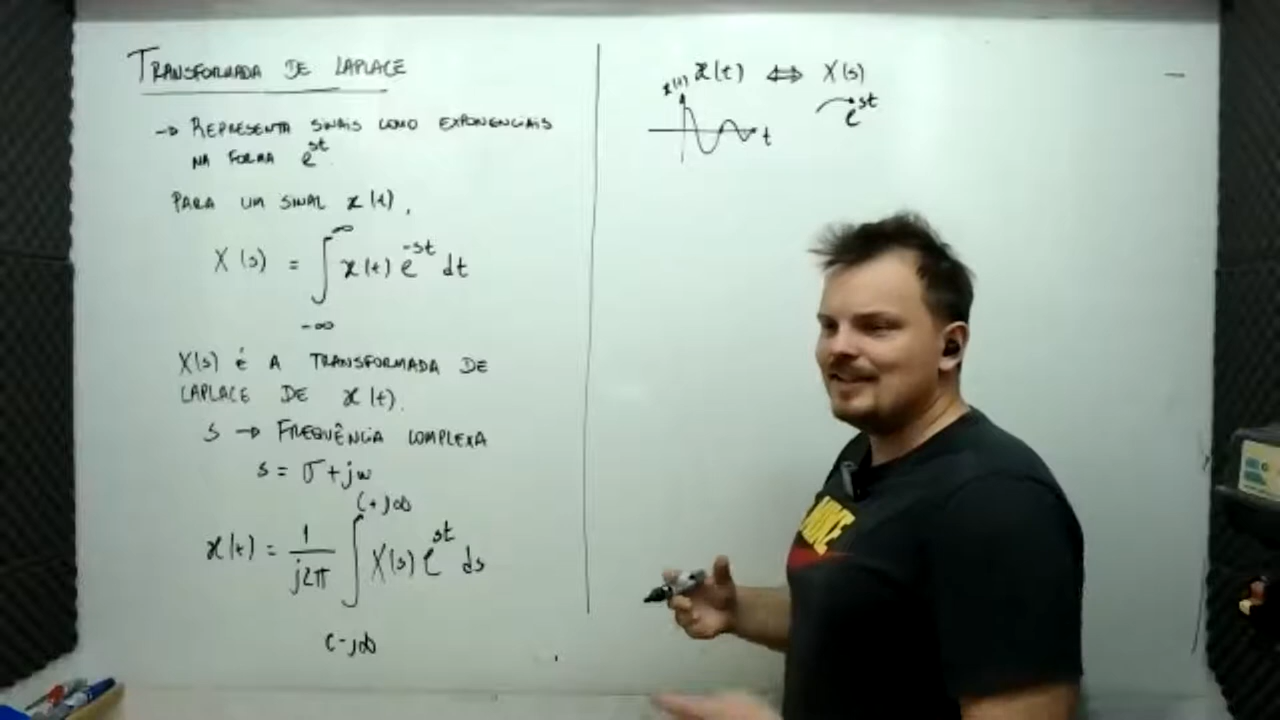 TRANSFORMADA DE LAPLACE
→ REPRESENTA SINAIS COMO EXPONENCIAIS
NA FORMA e^st.
PARA UM SINAL x(t),
X(s) = ∫_{-∞}^{∞} x(t) e^{-st} dt
X(s) é A TRANSFORMADA DE
LAPLACE DE x(t).
s → FREQUÊNCIA COMPLEXA
s = σ + jω
x(t) = 1/j2π ∫_{c-j∞}^{c+j∞} X(s) e^{st} ds
x(t) ⇔ X(s)
x(t)
t
e^st
NIKE